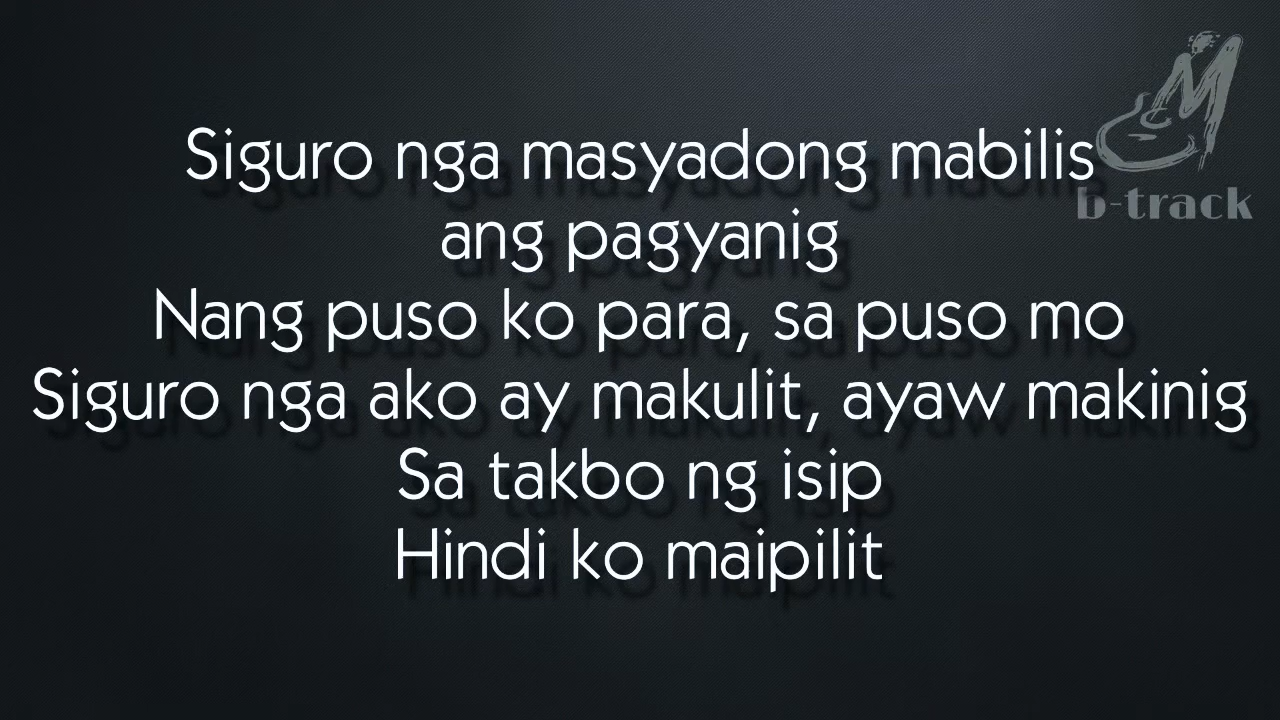 Siguro nga masyadong mabilis
ang pagyanig
Nang puso ko para, sa puso mo
Siguro nga ako ay makulit, ayaw makinig
Sa takbo ng isip
Hindi ko maipilit
M
b-track